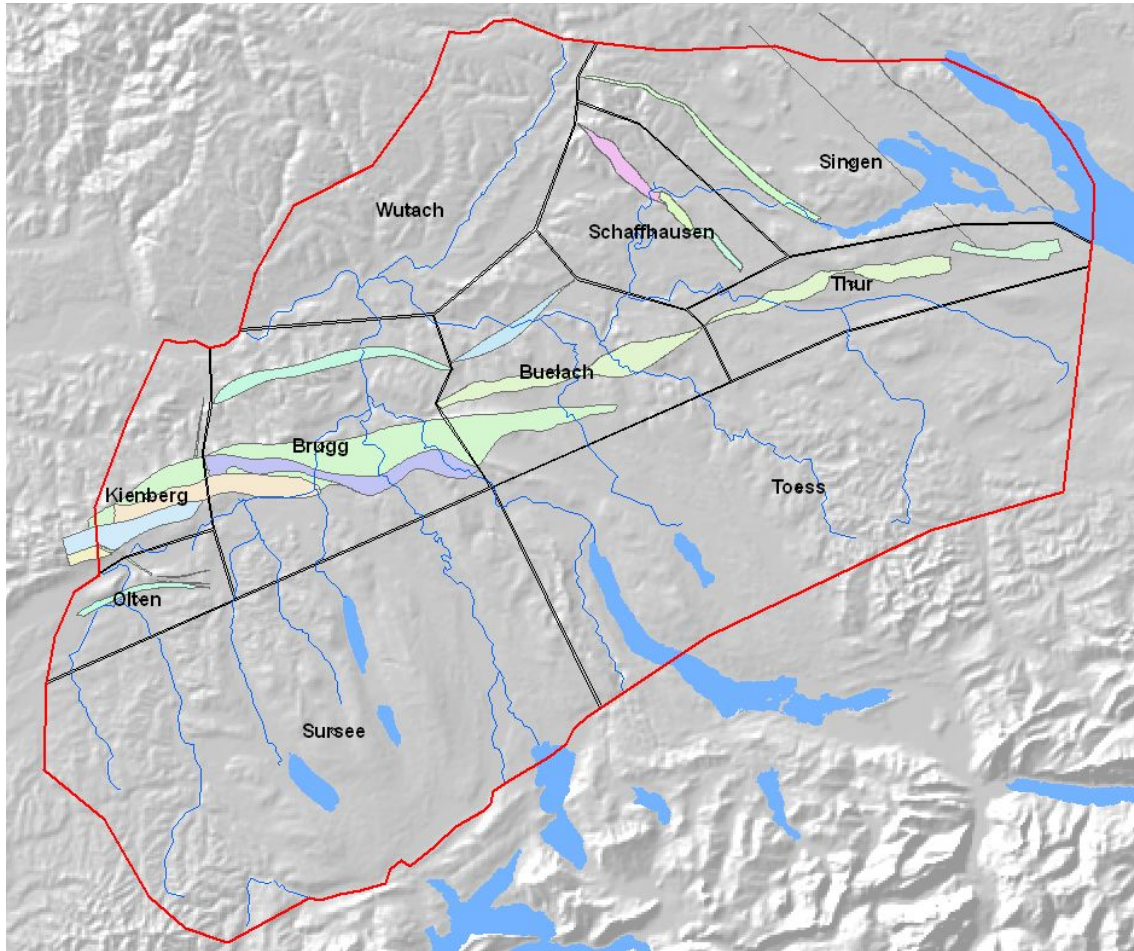 Singen
Wutach
Schaffhausen
Thur
Buelach
Brugg
Kienberg
Toess
Olten
Sursee